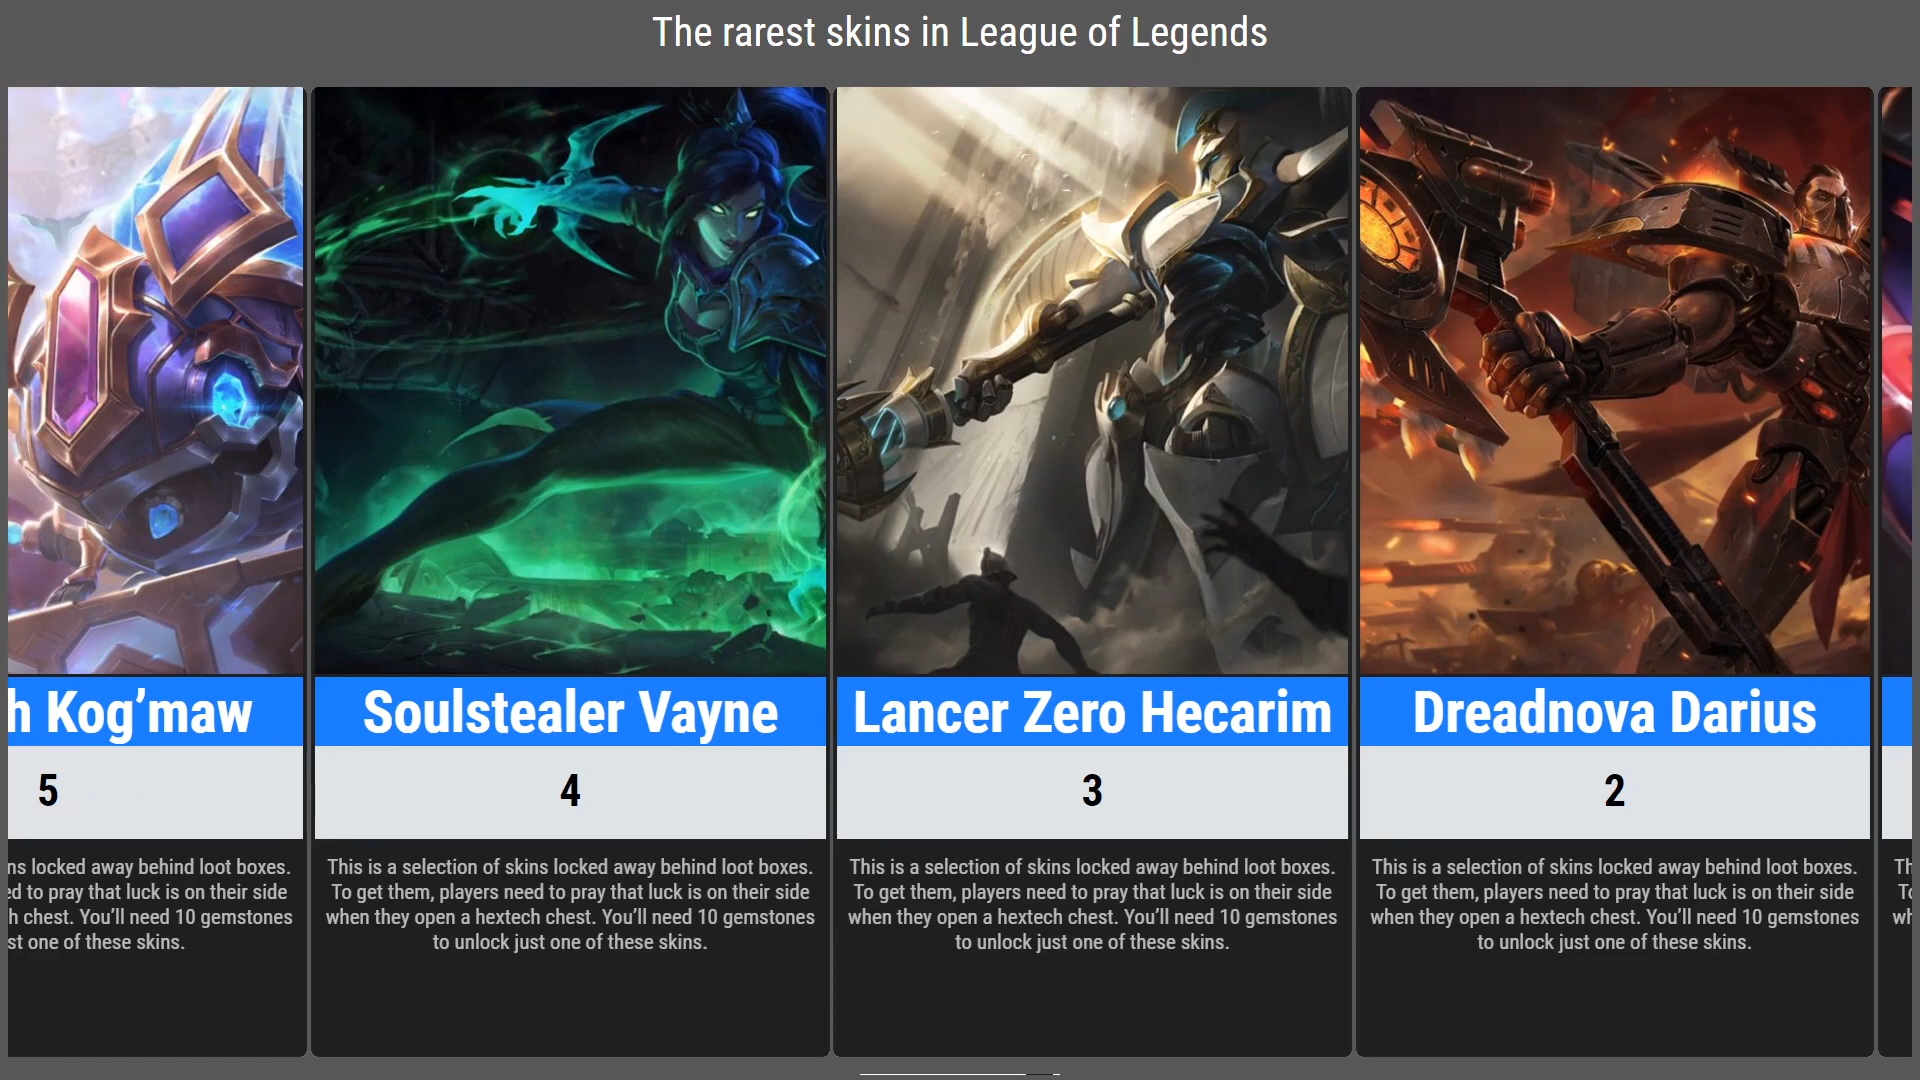 The rarest skins in League of Legends
h Kog’maw
5
ns locked away behind loot boxes.
ed to pray that luck is on their side
h chest. You’ll need 10 gemstones
st one of these skins.
Soulstealer Vayne
4
This is a selection of skins locked away behind loot boxes.
To get them, players need to pray that luck is on their side
when they open a hextech chest. You’ll need 10 gemstones
to unlock just one of these skins.
Lancer Zero Hecarim
3
This is a selection of skins locked away behind loot boxes.
To get them, players need to pray that luck is on their side
when they open a hextech chest. You’ll need 10 gemstones
to unlock just one of these skins.
Dreadnova Darius
2
This is a selection of skins locked away behind loot boxes.
To get them, players need to pray that luck is on their side
when they open a hextech chest. You’ll need 10 gemstones
to unlock just one of these skins.